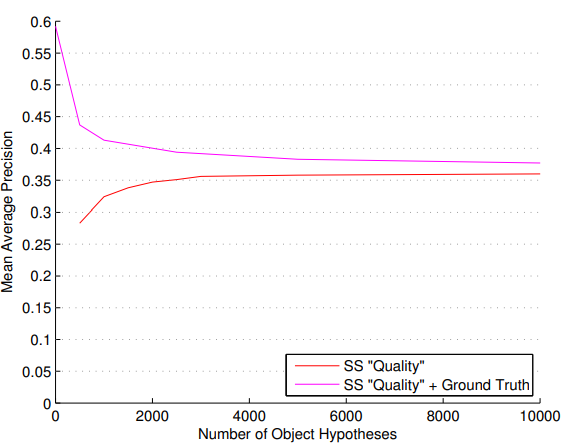 0.6
0.55
0.5
0.45
0.4
0.35
0.3
0.25
0.2
0.15
0.1
0.05
0
Mean Average Precision
0 2000 4000 6000 8000 10000
Number of Object Hypotheses
SS "Quality"
SS "Quality" + Ground Truth